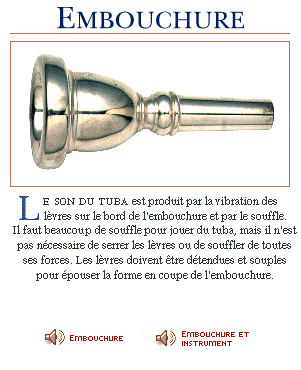 EMBOUCHURE
LE SON DU TUBA est produit par la vibration des
lèvres sur le bord de l'embouchure et par le souffle.
Il faut beaucoup de souffle pour jouer du tuba, mais il n'est
pas nécessaire de serrer les lèvres ou de souffler de toutes
ses forces. Les lèvres doivent être détendues et souples
pour épouser la forme en coupe de l'embouchure.
EMBOUCHURE
EMBOUCHURE ET
INSTRUMENT